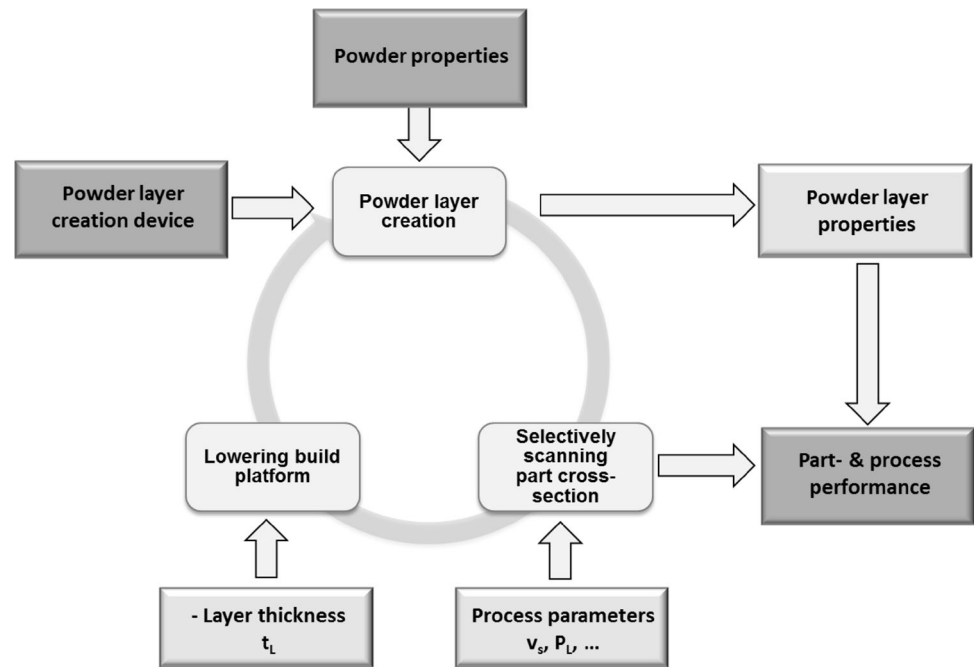 Powder properties
Powder layer
creation device
Powder layer
creation
Powder layer
properties
Lowering build
platform
Selectively
scanning
part cross-
section
Part- & process
performance
- Layer thickness
tL
Process parameters
vs, PL, ...